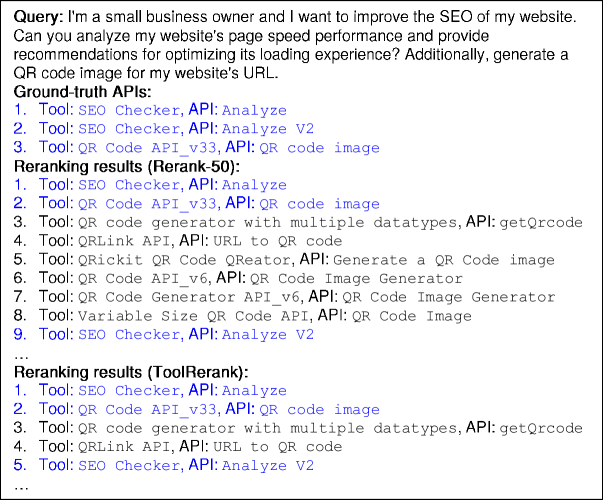 Query: I'm a small business owner and I want to improve the SEO of my website.
Can you analyze my website's page speed performance and provide
recommendations for optimizing its loading experience? Additionally, generate a
QR code image for my website's URL.
Ground-truth APIs:
1. Tool: SEO Checker, API: Analyze
2. Tool: SEO Checker, API: Analyze V2
3. Tool: QR Code API_v33, API: QR code image
Reranking results (Rerank-50):
1. Tool: SEO Checker, API: Analyze
2. Tool: QR Code API_v33, API: QR code image
3. Tool: QR code generator with multiple datatypes, API: getQrcode
4. Tool: QRLink API, API: URL to QR code
5. Tool: QRickit QR Code QReator, API: Generate a QR Code image
6. Tool: QR Code API_v6, API: QR Code Image Generator
7. Tool: QR Code Generator API_v6, API: QR Code Image Generator
8. Tool: Variable Size QR Code API, API: QR Code Image
9. Tool: SEO Checker, API: Analyze V2
…
Reranking results (ToolRerank):
1. Tool: SEO Checker, API: Analyze
2. Tool: QR Code API_v33, API: QR code image
3. Tool: QR code generator with multiple datatypes, API: getQrcode
4. Tool: QRLink API, API: URL to QR code
5. Tool: SEO Checker, API: Analyze V2
…